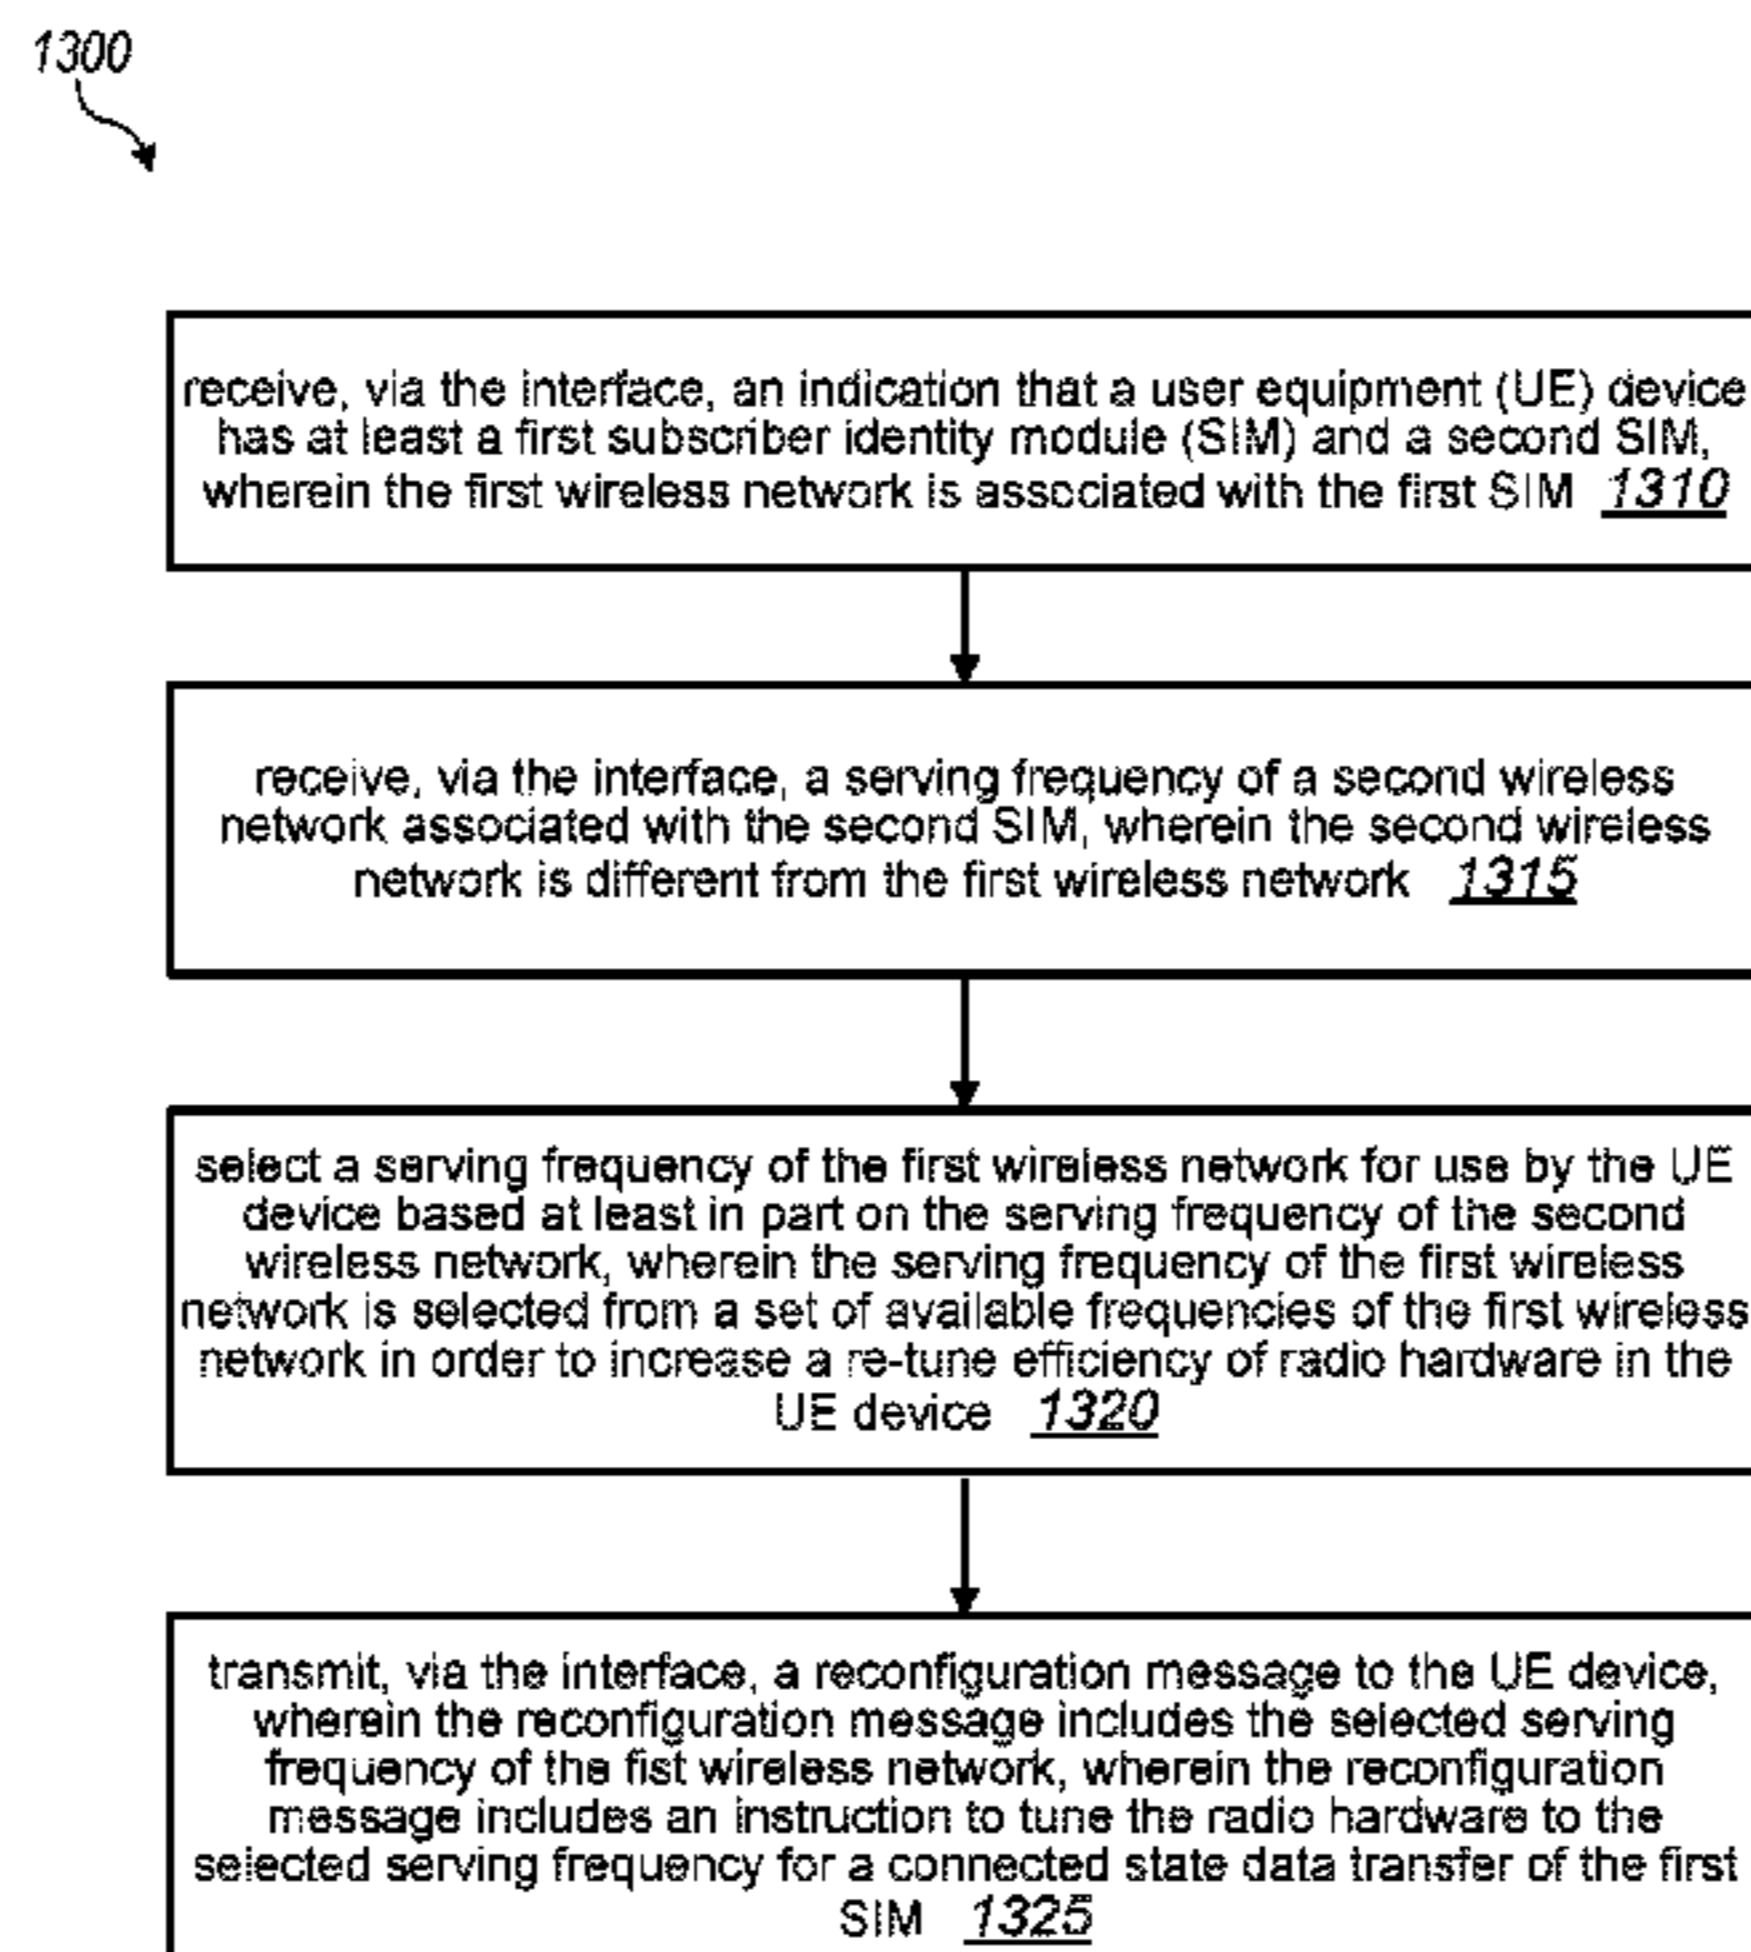 1300
receive, via the interface, an indication that a user equipment (UE) device
has at least a first subscriber identity module (SIM) and a second SIM,
wherein the first wireless network is associated with the first SIM 1310
receive, via the interface, a serving frequency of a second wireless
network associated with the second SIM, wherein the second wireless
network is different from the first wireless network 1315
select a serving frequency of the first wireless network for use by the UE
device based at least in part on the serving frequency of the second
wireless network, wherein the serving frequency of the first wireless
network is selected from a set of available frequencies of the first wireless
network in order to increase a re-tune efficiency of radio hardware in the
UE device 1320
transmit, via the interface, a reconfiguration message to the UE device,
wherein the reconfiguration message includes the selected serving
frequency of the fist wireless network, wherein the reconfiguration
message includes an instruction to tune the radio hardware to the
selected serving frequency for a connected state data transfer of the first
SIM 1325